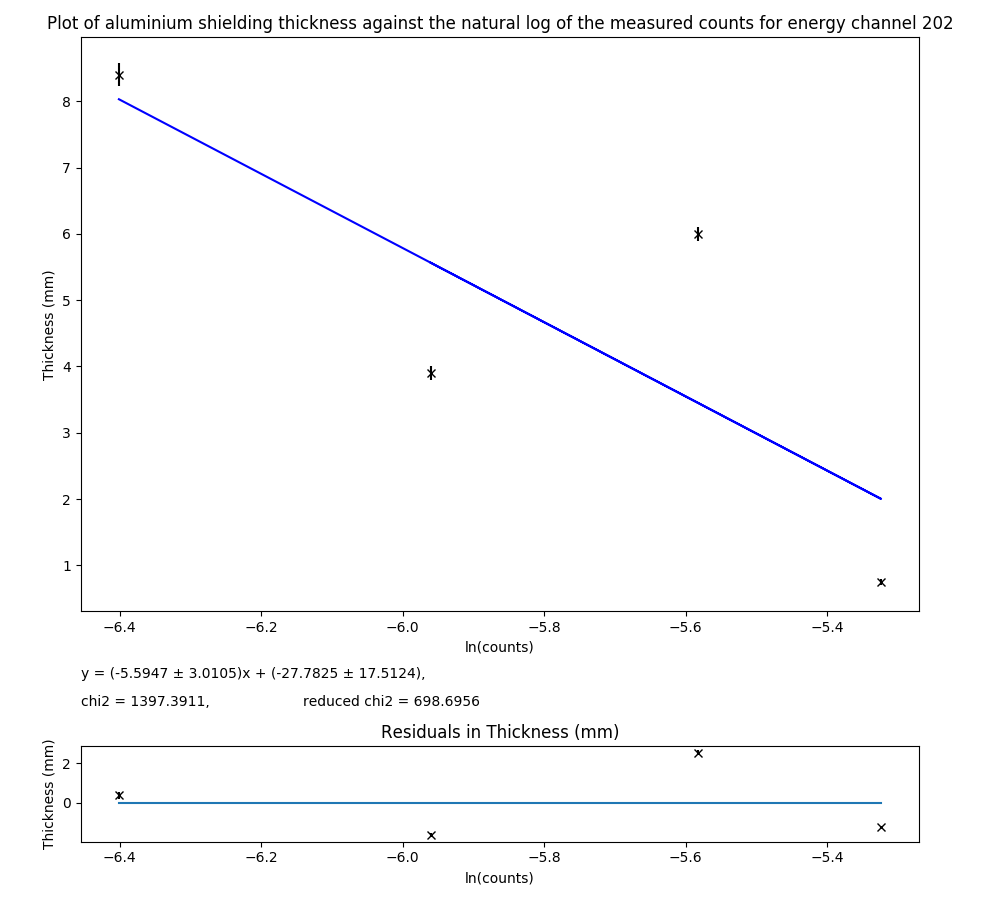 Plot of aluminium shielding thickness against the natural log of the measured counts for energy channel 202
Thickness (mm)
8
7
6
5
4
3
2
1
−6.4 −6.2 −6.0 −5.8 −5.6 −5.4
ln(counts)
y = (-5.5947 ± 3.0105)x + (-27.7825 ± 17.5124),
chi2 = 1397.3911, reduced chi2 = 698.6956
Residuals in Thickness (mm)
Thickness (mm)
2
0
−6.4 −6.2 −6.0 −5.8 −5.6 −5.4
ln(counts)